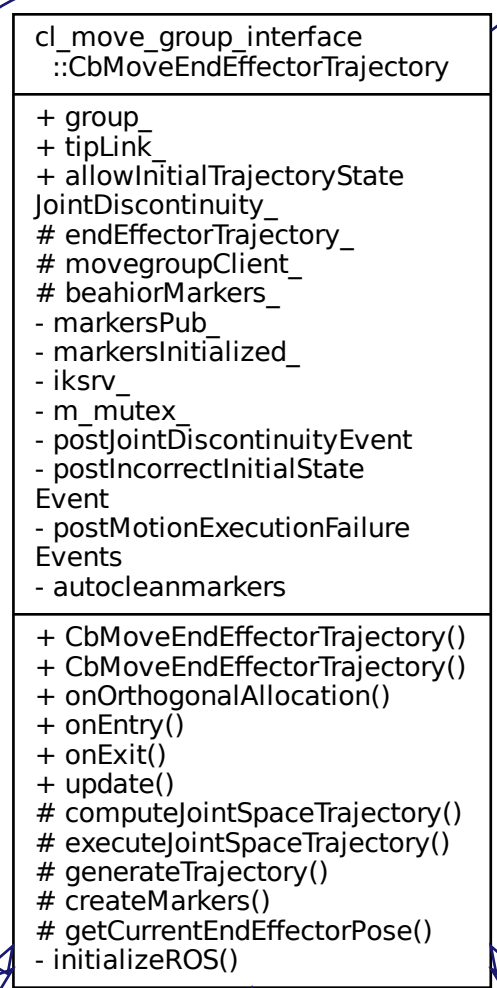 cl_move_group_interface
::CbMoveEndEffectorTrajectory
+ group_
+ tipLink_
+ allowInitialTrajectoryState
JointDiscontinuity_
# endEffectorTrajectory_
# movegroupClient_
# beahiorMarkers_
- markersPub_
- markersInitialized_
- iksrv_
- m_mutex_
- postJointDiscontinuityEvent
- postIncorrectInitialState
Event
- postMotionExecutionFailure
Events
- autocleanmarkers
+ CbMoveEndEffectorTrajectory()
+ CbMoveEndEffectorTrajectory()
+ onOrthogonalAllocation()
+ onEntry()
+ onExit()
+ update()
# computeJointSpaceTrajectory()
# executeJointSpaceTrajectory()
# generateTrajectory()
# createMarkers()
# getCurrentEndEffectorPose()
- initializeROS()